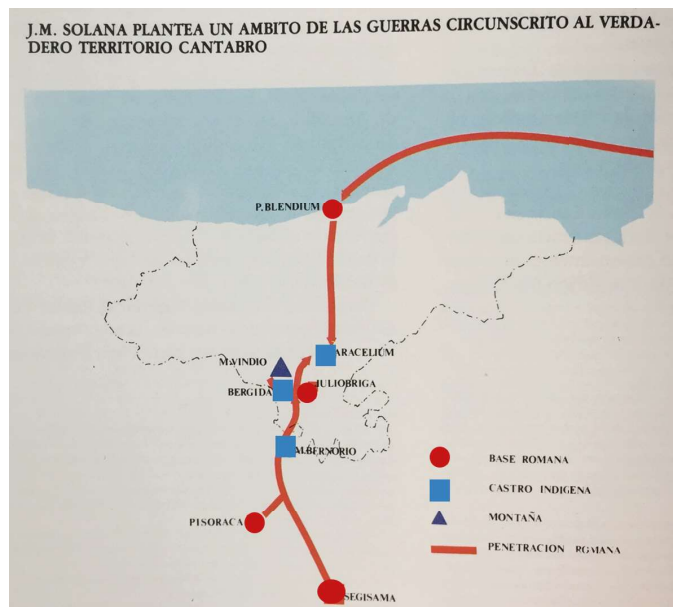 J.M. SOLANA PLANTEA UN AMBITO DE LAS GUERRAS CIRCUNSCRITO AL VERDA-
DERO TERRITORIO CANTABRO
P.BLENDIUM
ARACELIUM
M.VINDIO
JULIOBRIGA
BERGIDA
M.BERNORIO
PISORACA
SEGISAMA
BASE ROMANA
CASTRO INDIGENA
MONTAÑA
PENETRACION ROMANA